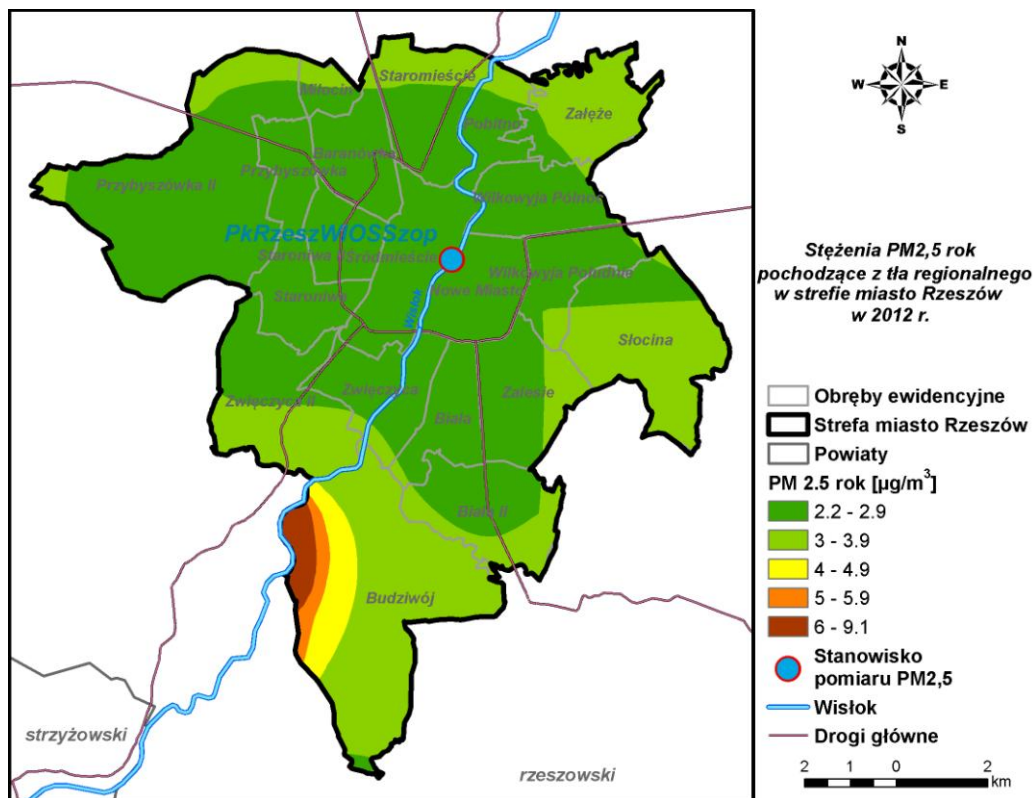 Staromieście
Miłocin
Załęże
Pobitno
Baranówka
Przybyszówka
Przybyszówka II
Wilkowyja Północ
PkRzeszWIOSSzop
Staroniwa
Śródmieście
Wilkowyja Południe
Nowe Miasto
Staroniwa
Wisłok
Słocina
Zwięczyca
Zalesie
Zwięczyca II
Biała
Biała II
Budziwój
strzyżowski
rzeszowski
N
W
E
S
Stężenia PM2,5 rok
pochodzące z tła regionalnego
w strefie miasto Rzeszów
w 2012 r.
Obręby ewidencyjne
Strefa miasto Rzeszów
Powiaty
PM 2.5 rok [µg/m³]
2.2 - 2.9
3 - 3.9
4 - 4.9
5 - 5.9
6 - 9.1
Stanowisko
pomiaru PM2,5
Wisłok
Drogi główne
2 1 0 2
km